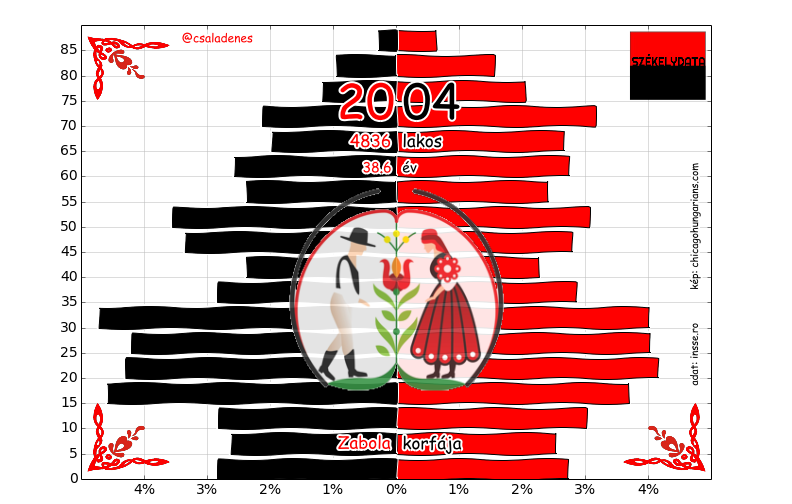 @csaladenes
SZÉKELYDATA
2004
4836 lakos
38.6 év
Zabola korfája
kép: chicagohungarians.com
adat: insse.ro
85
80
75
70
65
60
55
50
45
40
35
30
25
20
15
10
5
0
4% 3% 2% 1% 0% 1% 2% 3% 4%